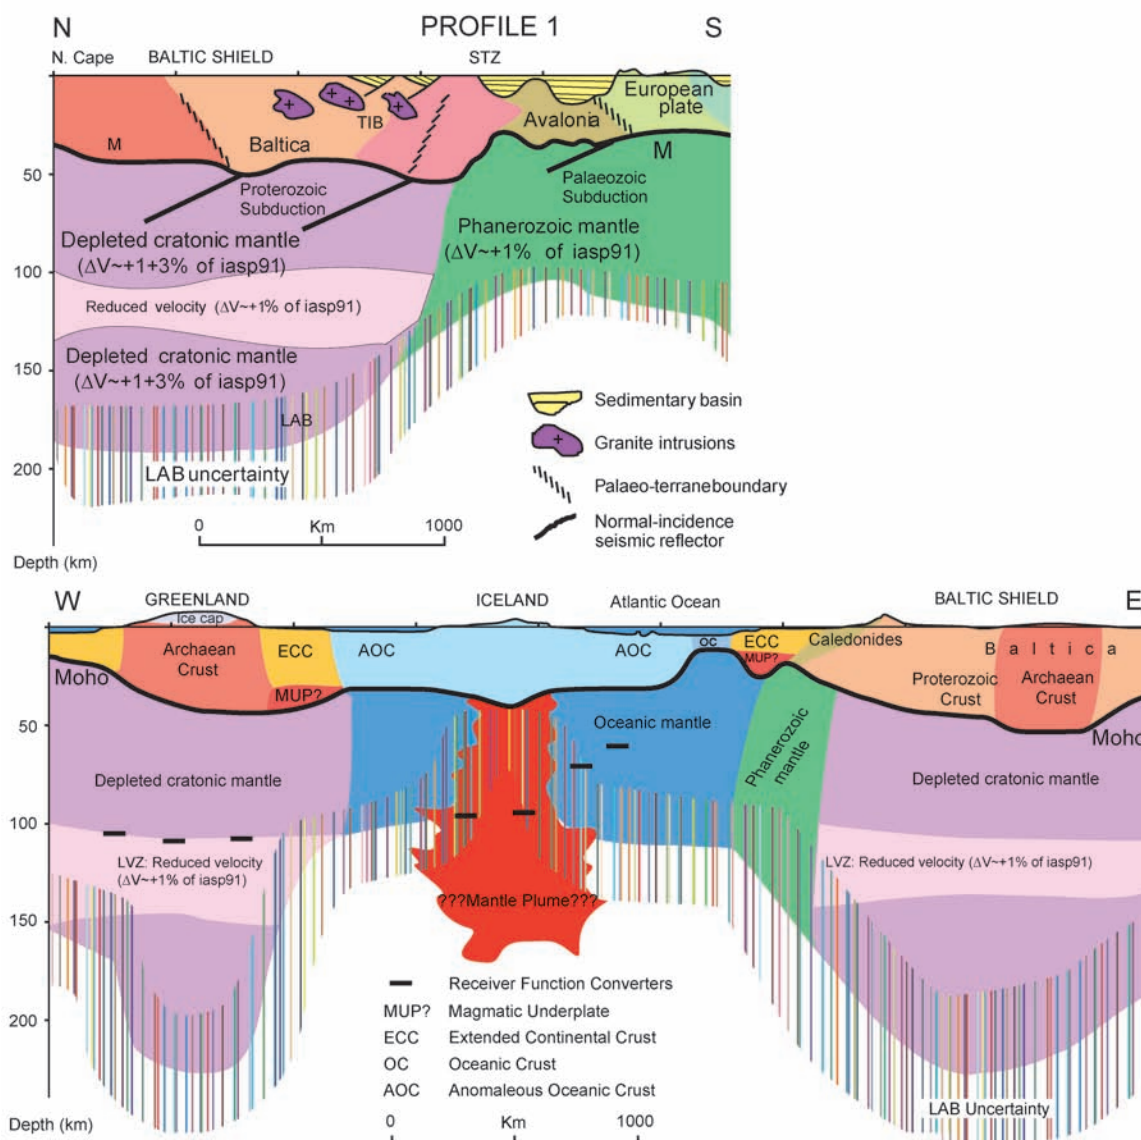 N
PROFILE 1
S
N. Cape
BALTIC SHIELD
STZ
European
plate
TIB
Avalonia
M
Baltica
M
50
Proterozoic
Subduction
Palaeozoic
Subduction
Depleted cratonic mantle
(ΔV~+1+3% of iasp91)
Phanerozoic mantle
(ΔV~+1% of iasp91)
100
Reduced velocity (ΔV~+1% of iasp91)
150
Depleted cratonic mantle
(ΔV~+1+3% of iasp91)
LAB
200
LAB uncertainty
0 Km 1000
Depth (km)
Sedimentary basin
Granite intrusions
Palaeo-terraneboundary
Normal-incidence
seismic reflector
W
GREENLAND
ICELAND
Atlantic Ocean
BALTIC SHIELD
E
Ice cap
Archaean
Crust
ECC
AOC
AOC
OC
ECC
MUP?
Caledonides
Baltica
Moho
MUP?
Proterozoic
Crust
Archaean
Crust
50
Oceanic mantle
Moho
Phanerozoic
mantle
Depleted cratonic mantle
Depleted cratonic mantle
100
LVZ: Reduced velocity
(ΔV~+1% of iasp91)
LVZ: Reduced velocity (ΔV~+1% of iasp91)
???Mantle Plume???
150
200
Receiver Function Converters
MUP? Magmatic Underplate
ECC Extended Continental Crust
OC Oceanic Crust
AOC Anomaleous Oceanic Crust
LAB Uncertainty
Depth (km)
0 Km 1000